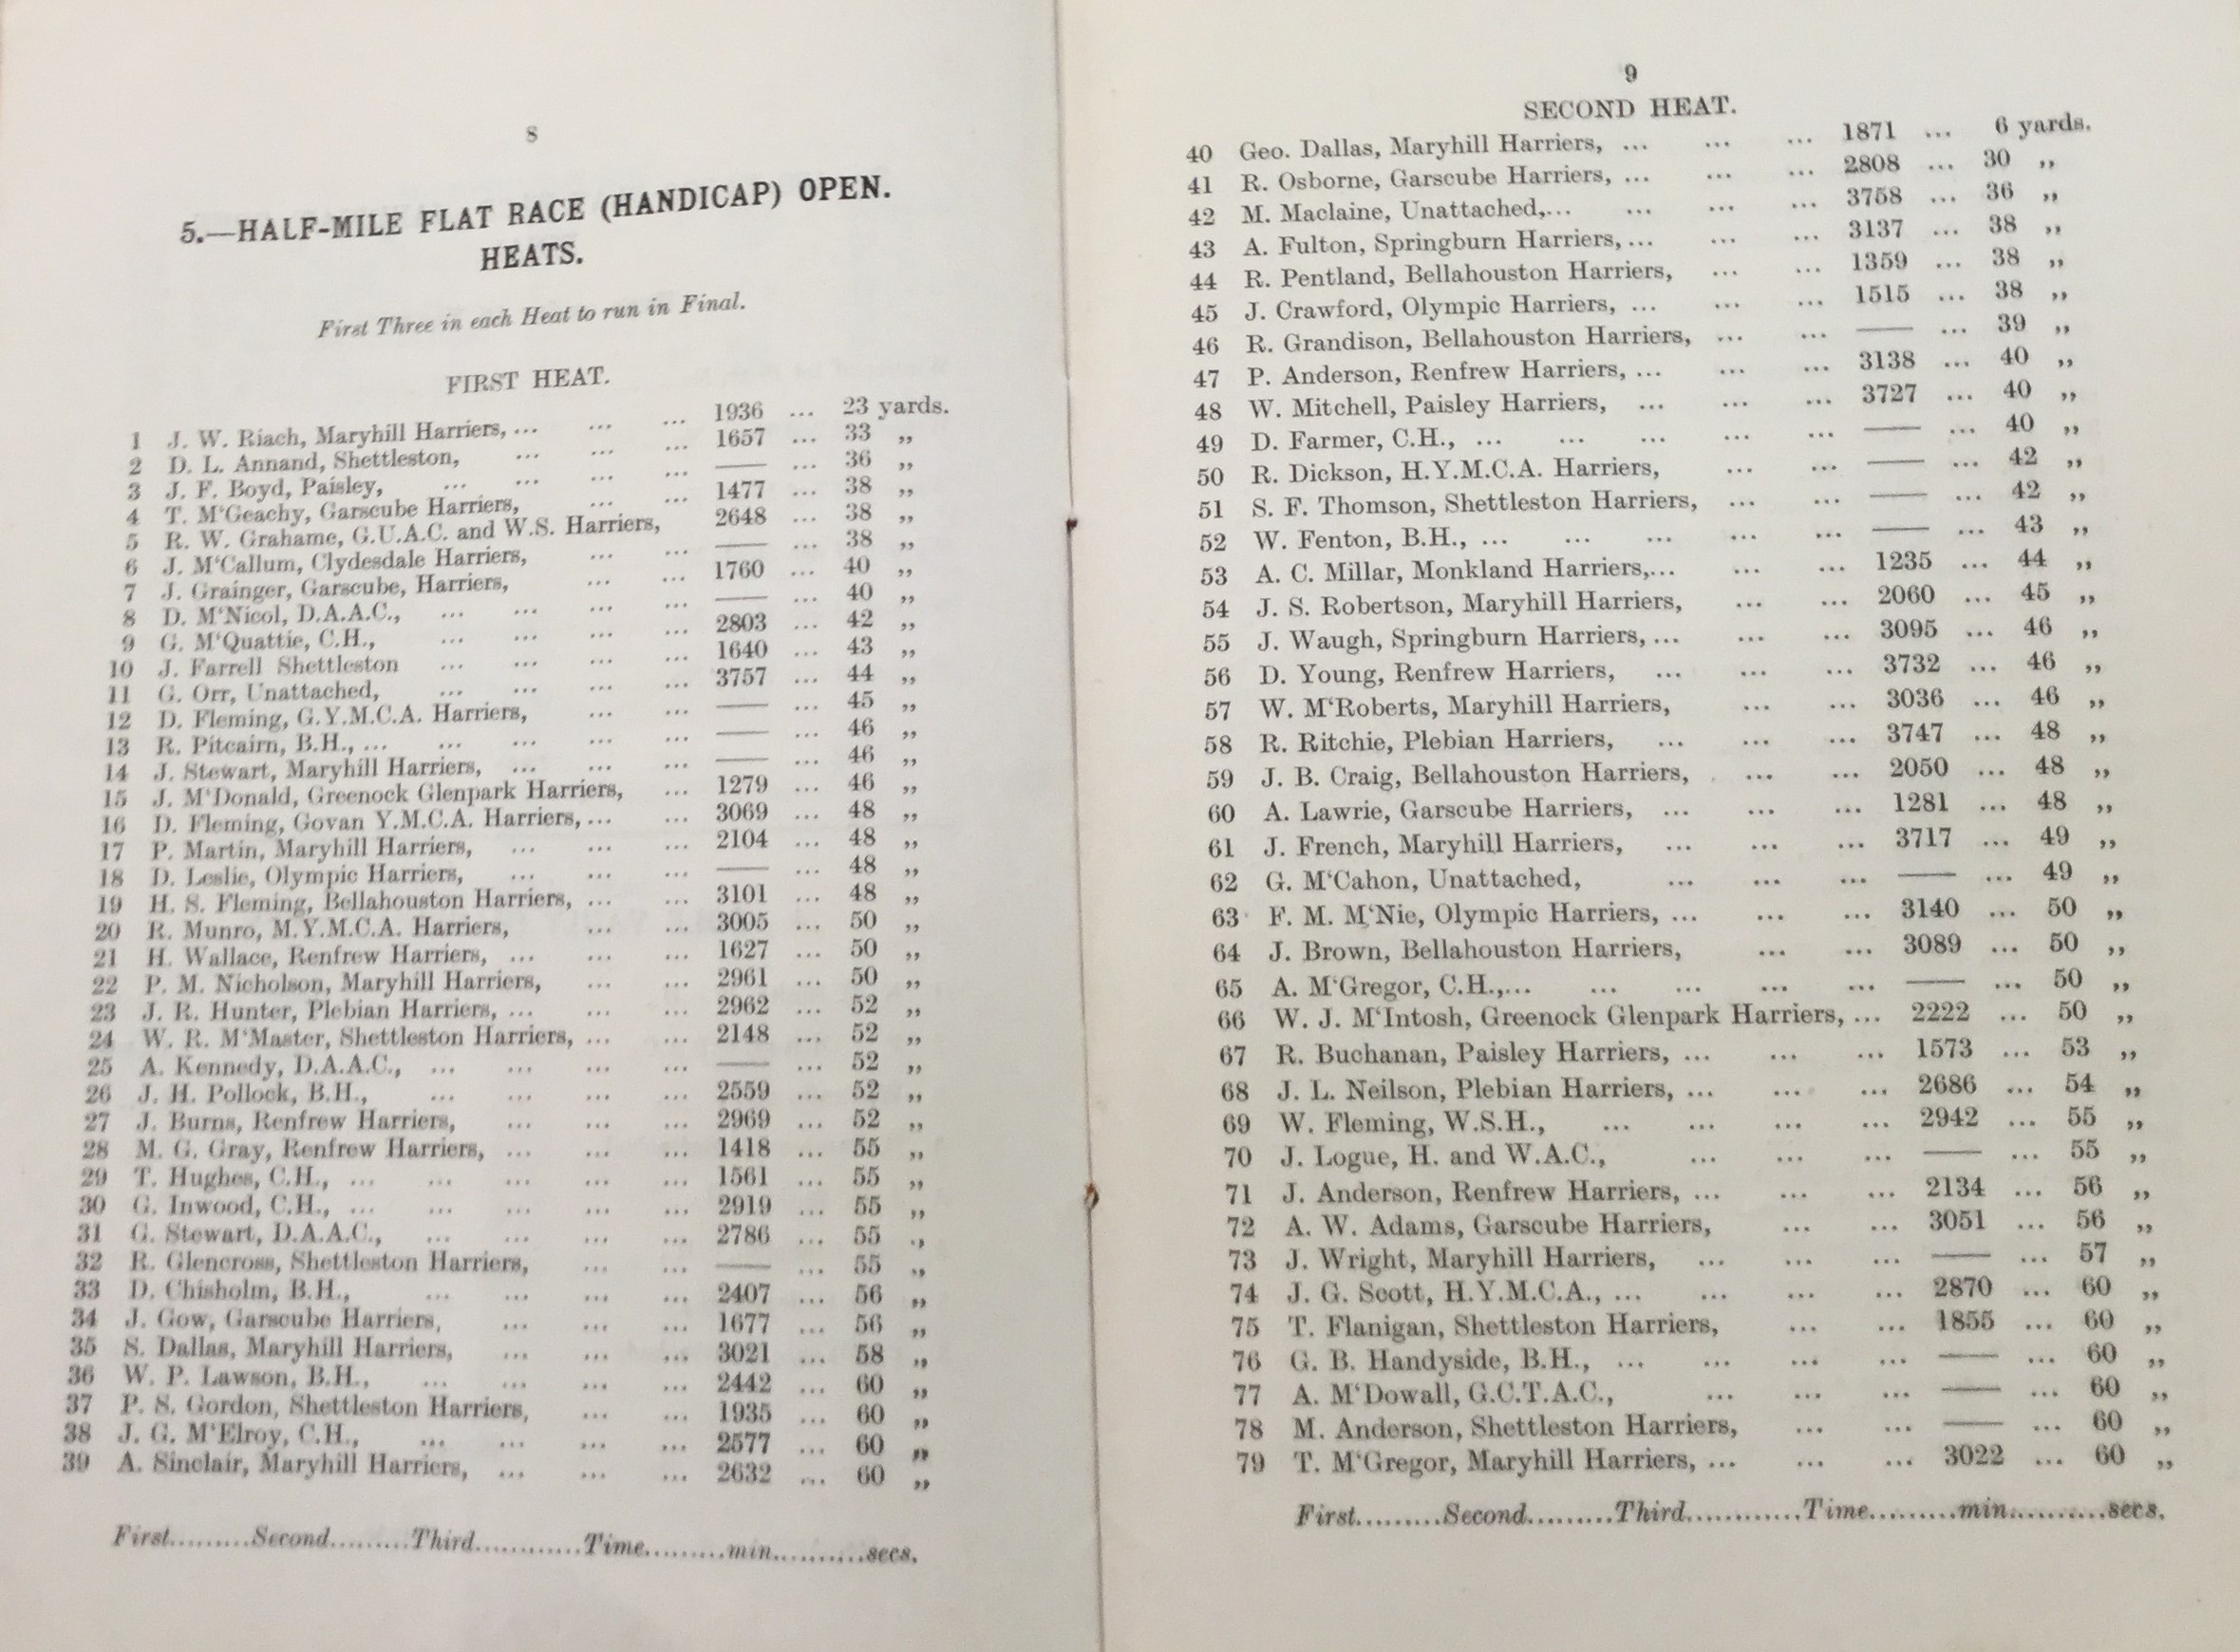 8
5.—HALF-MILE FLAT RACE (HANDICAP) OPEN.
HEATS.
First Three in each Heat to run in Final.
FIRST HEAT.
1 J. W. Riach, Maryhill Harriers, ... ... ... 1936 ... 23 yards.
2 D. L. Annand, Shettleston, ... ... ... 1657 ... 33 „
3 J. F. Boyd, Paisley, ... ... ... ... —— ... 36 „
4 T. M‘Geachy, Garscube Harriers, ... ... 1477 ... 38 „
5 R. W. Grahame, G.U.A.C. and W.S. Harriers, 2648 ... 38 „
6 J. M‘Callum, Clydesdale Harriers, ... ... —— ... 38 „
7 J. Grainger, Garscube, Harriers, ... ... 1760 ... 40 „
8 D. M‘Nicol, D.A.A.C., ... ... ... ... —— ... 40 „
9 G. M‘Quattie, C.H., ... ... ... ... 2803 ... 42 „
10 J. Farrell Shettleston ... ... ... ... 1640 ... 43 „
11 G. Orr, Unattached, ... ... ... ... 3757 ... 44 „
12 D. Fleming, G.Y.M.C.A. Harriers, ... ... —— ... 45 „
13 R. Pitcairn, B.H., ... ... ... ... ... —— ... 46 „
14 J. Stewart, Maryhill Harriers, ... ... ... —— ... 46 „
15 J. M‘Donald, Greenock Glenpark Harriers, ... 1279 ... 46 „
16 D. Fleming, Govan Y.M.C.A. Harriers, ... ... 3069 ... 48 „
17 P. Martin, Maryhill Harriers, ... ... ... 2104 ... 48 „
18 D. Leslie, Olympic Harriers, ... ... ... —— ... 48 „
19 H. S. Fleming, Bellahouston Harriers, ... ... 3101 ... 48 „
20 R. Munro, M.Y.M.C.A. Harriers, ... ... 3005 ... 50 „
21 H. Wallace, Renfrew Harriers, ... ... ... 1627 ... 50 „
22 P. M. Nicholson, Maryhill Harriers, ... ... 2961 ... 50 „
23 J. R. Hunter, Plebian Harriers, ... ... ... 2962 ... 52 „
24 W. R. M‘Master, Shettleston Harriers, ... ... 2148 ... 52 „
25 A. Kennedy, D.A.A.C., ... ... ... ... —— ... 52 „
26 J. H. Pollock, B.H., ... ... ... ... 2559 ... 52 „
27 J. Burns, Renfrew Harriers, ... ... ... 2969 ... 52 „
28 M. G. Gray, Renfrew Harriers, ... ... ... 1418 ... 55 „
29 T. Hughes, C.H., ... ... ... ... ... 1561 ... 55 „
30 G. Inwood, C.H., ... ... ... ... ... 2919 ... 55 „
31 G. Stewart, D.A.A.C., ... ... ... ... 2786 ... 55 „
32 R. Glencross, Shettleston Harriers, ... ... —— ... 55 „
33 D. Chisholm, B.H., ... ... ... ... 2407 ... 56 „
34 J. Gow, Garscube Harriers, ... ... ... 1677 ... 56 „
35 S. Dallas, Maryhill Harriers, ... ... ... 3021 ... 58 „
36 W. P. Lawson, B.H., ... ... ... ... 2442 ... 60 „
37 P. S. Gordon, Shettleston Harriers, ... ... 1935 ... 60 „
38 J. G. M‘Elroy, C.H., ... ... ... ... 2577 ... 60 „
39 A. Sinclair, Maryhill Harriers, ... ... ... 2632 ... 60 „
First.........Second.........Third............Time.........min..........secs.
9
SECOND HEAT.
40 Geo. Dallas, Maryhill Harriers, ... ... ... 1871 ... 6 yards.
41 R. Osborne, Garscube Harriers, ... ... ... 2808 ... 30 „
42 M. Maclaine, Unattached,... ... ... ... 3758 ... 36 „
43 A. Fulton, Springburn Harriers, ... ... ... 3137 ... 38 „
44 R. Pentland, Bellahouston Harriers, ... ... 1359 ... 38 „
45 J. Crawford, Olympic Harriers, ... ... ... 1515 ... 38 „
46 R. Grandison, Bellahouston Harriers, ... ... —— ... 39 „
47 P. Anderson, Renfrew Harriers, ... ... ... 3138 ... 40 „
48 W. Mitchell, Paisley Harriers, ... ... ... 3727 ... 40 „
49 D. Farmer, C.H., ... ... ... ... ... —— ... 40 „
50 R. Dickson, H.Y.M.C.A. Harriers, ... ... —— ... 42 „
51 S. F. Thomson, Shettleston Harriers, ... ... —— ... 42 „
52 W. Fenton, B.H., ... ... ... ... ... —— ... 43 „
53 A. C. Millar, Monkland Harriers,... ... ... 1235 ... 44 „
54 J. S. Robertson, Maryhill Harriers, ... ... 2060 ... 45 „
55 J. Waugh, Springburn Harriers, ... ... ... 3095 ... 46 „
56 D. Young, Renfrew Harriers, ... ... ... 3732 ... 46 „
57 W. M‘Roberts, Maryhill Harriers, ... ... 3036 ... 46 „
58 R. Ritchie, Plebian Harriers, ... ... ... 3747 ... 48 „
59 J. B. Craig, Bellahouston Harriers, ... ... 2050 ... 48 „
60 A. Lawrie, Garscube Harriers, ... ... ... 1281 ... 48 „
61 J. French, Maryhill Harriers, ... ... ... 3717 ... 49 „
62 G. M‘Cahon, Unattached, ... ... ... —— ... 49 „
63 F. M. M‘Nie, Olympic Harriers, ... ... ... 3140 ... 50 „
64 J. Brown, Bellahouston Harriers, ... ... 3089 ... 50 „
65 A. M‘Gregor, C.H.,... ... ... ... ... —— ... 50 „
66 W. J. M‘Intosh, Greenock Glenpark Harriers, ... 2222 ... 50 „
67 R. Buchanan, Paisley Harriers, ... ... ... 1573 ... 53 „
68 J. L. Neilson, Plebian Harriers, ... ... ... 2686 ... 54 „
69 W. Fleming, W.S.H., ... ... ... ... 2942 ... 55 „
70 J. Logue, H. and W.A.C., ... ... ... —— ... 55 „
71 J. Anderson, Renfrew Harriers, ... ... ... 2134 ... 56 „
72 A. W. Adams, Garscube Harriers, ... ... 3051 ... 56 „
73 J. Wright, Maryhill Harriers, ... ... ... —— ... 57 „
74 J. G. Scott, H.Y.M.C.A., ... ... ... ... 2870 ... 60 „
75 T. Flanigan, Shettleston Harriers, ... ... 1855 ... 60 „
76 G. B. Handyside, B.H., ... ... ... ... —— ... 60 „
77 A. M‘Dowall, G.C.T.A.C., ... ... ... —— ... 60 „
78 M. Anderson, Shettleston Harriers, ... ... —— ... 60 „
79 T. M‘Gregor, Maryhill Harriers, ... ... ... 3022 ... 60 „
First.........Second.........Third............Time.........min..........secs.